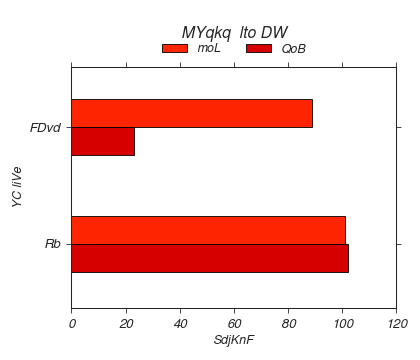 MYqkq lto DW
moL QoB
YC liVe
FDvd
Rb
0 20 40 60 80 100 120
SdjKnF